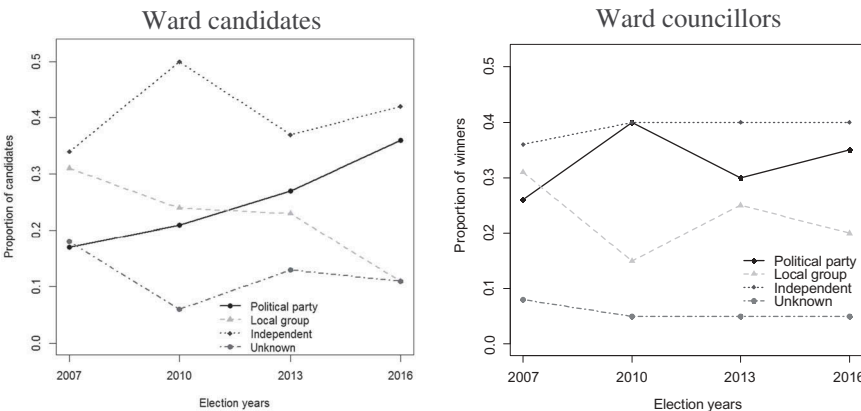 Ward candidates
Proportion of candidates
0.5
0.4
0.3
0.2
0.1
0.0
Political party
Local group
Independent
Unknown
2007 2010 2013 2016
Election years
Ward councillors
Proportion of winners
0.5
0.4
0.3
0.2
0.1
0.0
Political party
Local group
Independent
Unknown
2007 2010 2013 2016
Election years